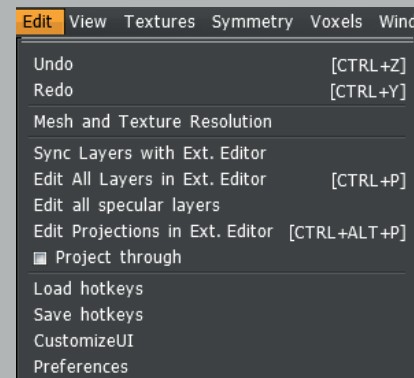 Edit View Textures Symmetry Voxels
Undo [CTRL+Z]
Redo [CTRL+Y]
Mesh and Texture Resolution
Sync Layers with Ext. Editor
Edit All Layers in Ext. Editor [CTRL+P]
Edit all specular layers
Edit Projections in Ext. Editor [CTRL+ALT+P]
Project through
Load hotkeys
Save hotkeys
CustomizeUI
Preferences